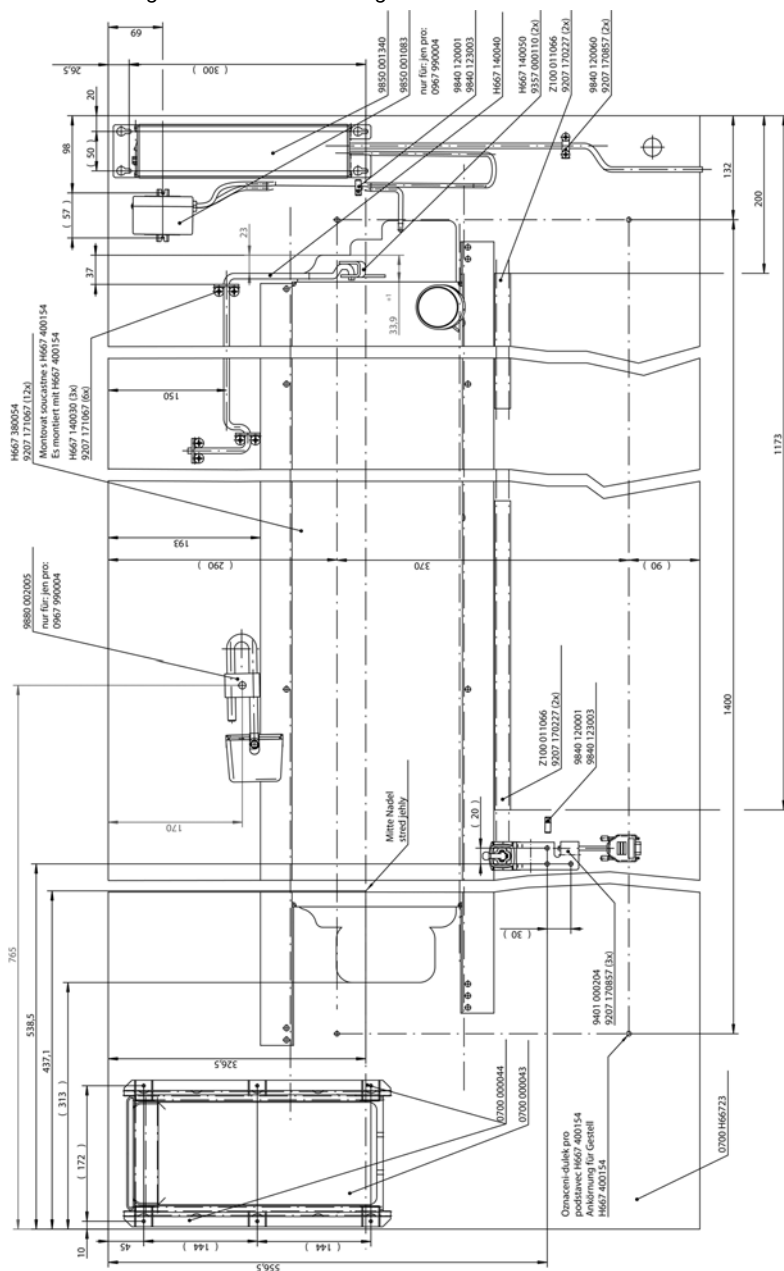 H667 380054
9207 171067 (12x)
Montovat soucastne s H667 400154
Es montiert mit H667 400154
H667 140030 (3x)
9207 171067 (6x)
9880 002005
nur für: jen pro:
0967 990004
9850 001340
9850 001083
nur für: jen pro:
0967 990004
9840 120001
9840 123003
H667 140040
H667 140050
9357 000110 (2x)
Z100 011066
9207 170227 (2x)
9840 120060
9207 170857 (2x)
Mitte Nadel
stred jehly
Z100 011066
9207 170227 (2x)
9840 120001
9840 123003
9401 000204
9207 170857 (3x)
0700 000044
0700 000043
Oznaceni-dulek pro
podstavec H667 400154
Ankörnung für Gestell
H667 400154
0700 H66723
765
538,5
437,1
( 313 )
( 172 )
10
45
( 144 )
( 144 )
556,5
326,5
170
193
( 290 )
370
( 90 )
150
37
23
33,9 ±1
( 57 )
98
( 50 )
20
26,5
69
( 300 )
132
200
1173
1400
( 20 )
( 30 )